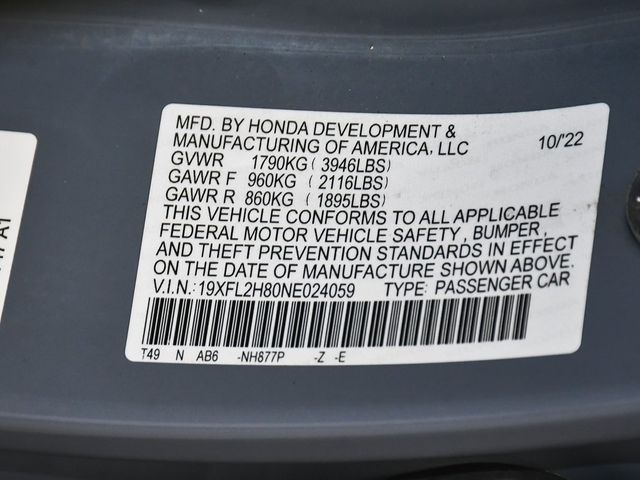 MFD. BY HONDA DEVELOPMENT &
MANUFACTURING OF AMERICA, LLC 10/22
GVWR 1790KG (3946LBS)
GAWR F 960KG (2116LBS)
GAWR R 860KG (1895LBS)
THIS VEHICLE CONFORMS TO ALL APPLICABLE
FEDERAL MOTOR VEHICLE SAFETY, BUMPER,
AND THEFT PREVENTION STANDARDS IN EFFECT
ON THE DATE OF MANUFACTURE SHOWN ABOVE.
V.I.N.:19XFL2H80NE024059 TYPE: PASSENGER CAR
T49 N AB6 -NH877P -Z -E